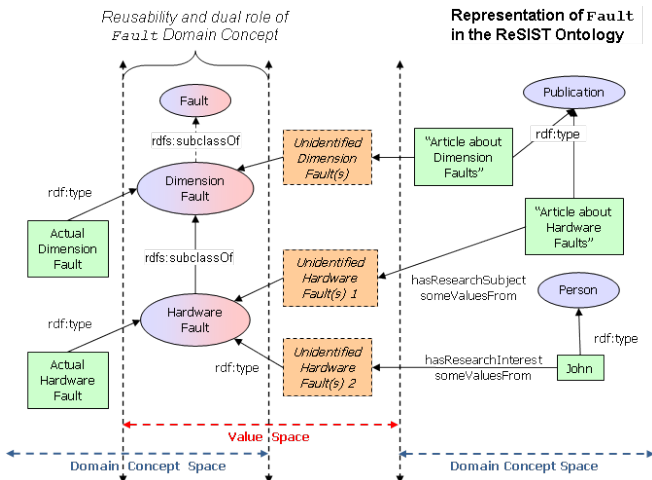 Reusability and dual role of
Fault Domain Concept
Representation of Fault
in the ReSIST Ontology
Fault
Publication
rdfs:subclassOf
Unidentified
Dimension
Fault(s)
"Article about
Dimension
Faults"
rdf:type
Dimension
Fault
rdf:type
Actual
Dimension
Fault
"Article about
Hardware
Faults"
rdfs:subclassOf
Unidentified
Hardware
Fault(s) 1
hasResearchSubject
someValuesFrom
Person
Hardware
Fault
rdf:type
rdf:type
Actual
Hardware
Fault
rdf:type
Unidentified
Hardware
Fault(s) 2
hasResearchInterest
someValuesFrom
John
Value Space
Domain Concept Space
Domain Concept Space